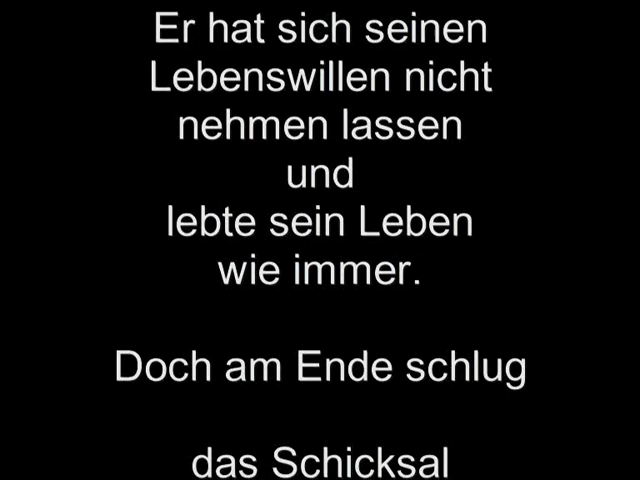 Er hat sich seinen
Lebenswillen nicht
nehmen lassen
und
lebte sein Leben
wie immer.
Doch am Ende schlug
das Schicksal